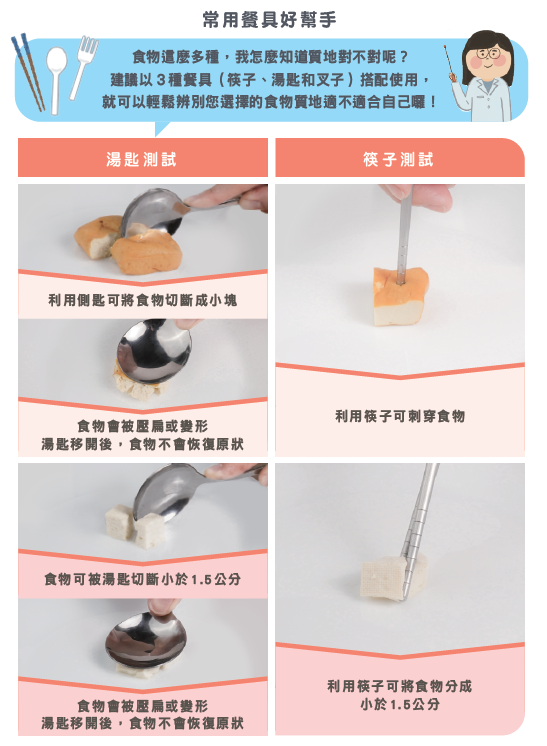 常用餐具好幫手
食物這麼多種，我怎麼知道質地對不對呢？
建議以3種餐具（筷子、湯匙和叉子）搭配使用，
就可以輕鬆辨別您選擇的食物質地適不適合自己囉！
湯匙測試
筷子測試
利用側匙可將食物切斷成小塊
食物會被壓扁或變形
湯匙移開後，食物不會恢復原狀
利用筷子可刺穿食物
食物可被湯匙切斷小於1.5公分
食物會被壓扁或變形
湯匙移開後，食物不會恢復原狀
利用筷子可將食物分成
小於1.5公分